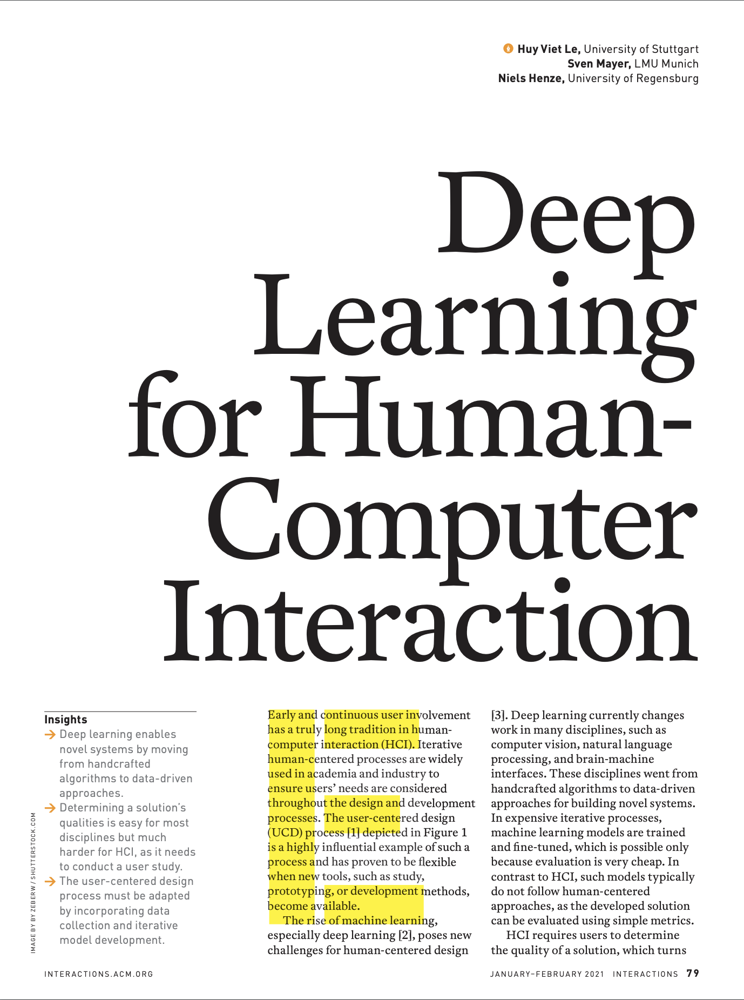 Huy Viet Le, University of Stuttgart
Sven Mayer, LMU Munich
Niels Henze, University of Regensburg
Deep
Learning
for Human-
Computer
Interaction
Insights
→ Deep learning enables
novel systems by moving
from handcrafted
algorithms to data-driven
approaches.
→ Determining a solution's
qualities is easy for most
disciplines but much
harder for HCI, as it needs
to conduct a user study.
→ The user-centered design
process must be adapted
by incorporating data
collection and iterative
model development.
IMAGE BY BY ZEBERW / SHUTTERSTOCK.COM
Early and continuous user involvement
has a truly long tradition in human-
computer interaction (HCI). Iterative
human-centered processes are widely
used in academia and industry to
ensure users' needs are considered
throughout the design and development
processes. The user-centered design
(UCD) process [1] depicted in Figure 1
is a highly influential example of such a
process and has proven to be flexible
when new tools, such as study,
prototyping, or development methods,
become available.
The rise of machine learning,
especially deep learning [2], poses new
challenges for human-centered design
[3]. Deep learning currently changes
work in many disciplines, such as
computer vision, natural language
processing, and brain-machine
interfaces. These disciplines went from
handcrafted algorithms to data-driven
approaches for building novel systems.
In expensive iterative processes,
machine learning models are trained
and fine-tuned, which is possible only
because evaluation is very cheap. In
contrast to HCI, such models typically
do not follow human-centered
approaches, as the developed solution
can be evaluated using simple metrics.
HCI requires users to determine
the quality of a solution, which turns
INTERACTIONS.ACM.ORG
JANUARY–FEBRUARY 2021 INTERACTIONS 79